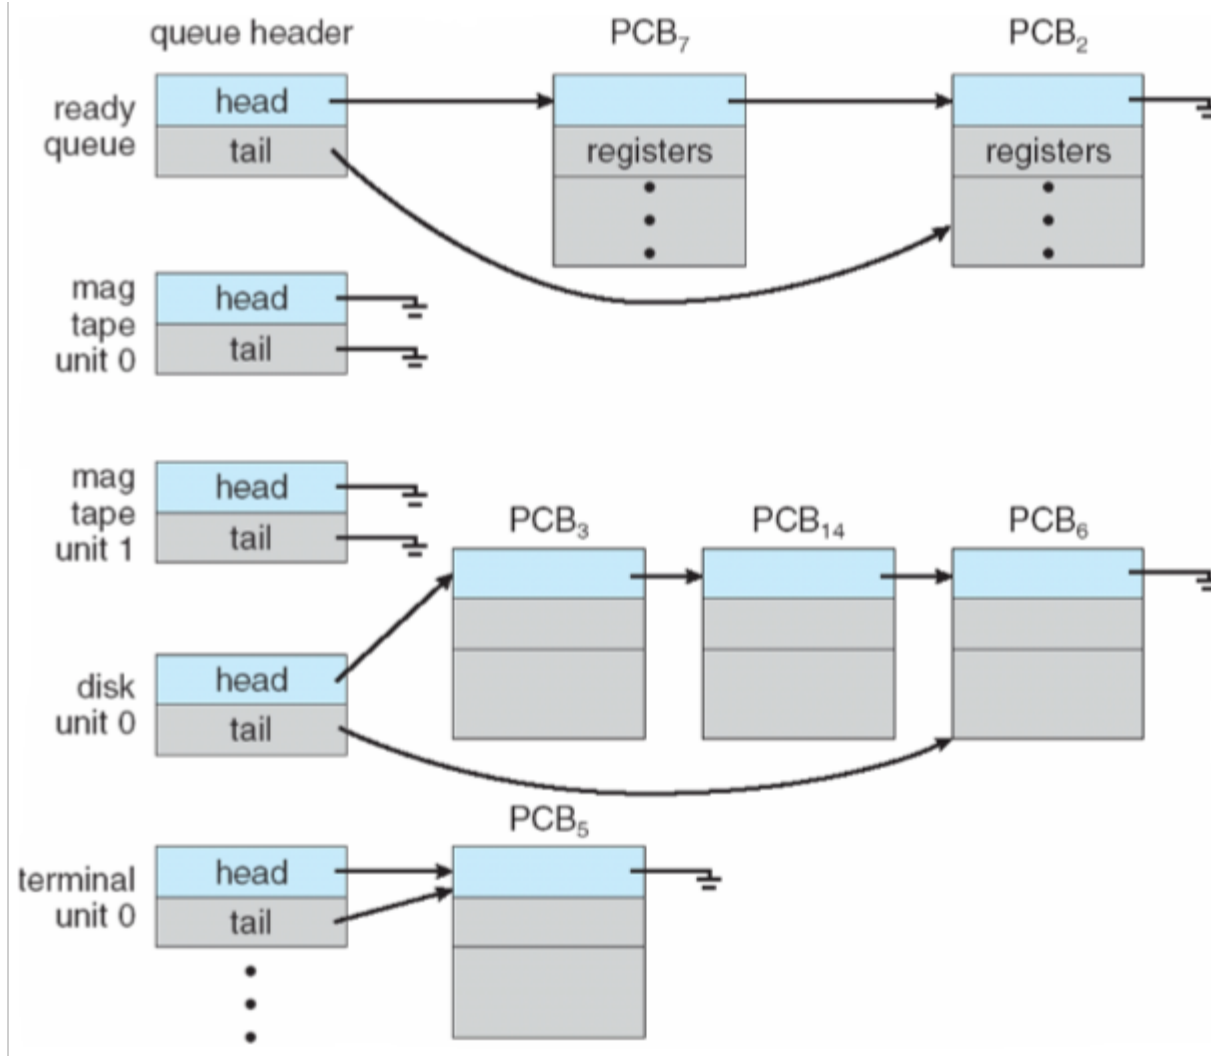 queue header
PCB₇
PCB₂
ready
queue
head
tail
registers
registers
mag
tape
unit 0
head
tail
mag
tape
unit 1
head
tail
PCB₃
PCB₁₄
PCB₆
disk
unit 0
head
tail
PCB₅
terminal
unit 0
head
tail